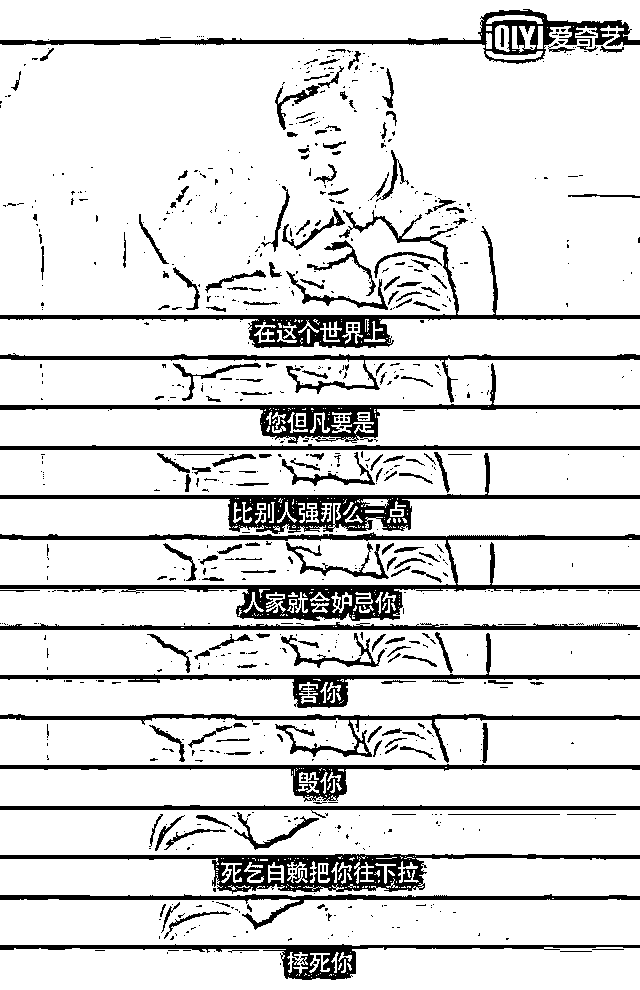 iQIYI 爱奇艺
在这个世界上
您但凡要是
比别人强那么一点
人家就会妒忌你
害你
毁你
死乞白赖把你往下拉
摔死你